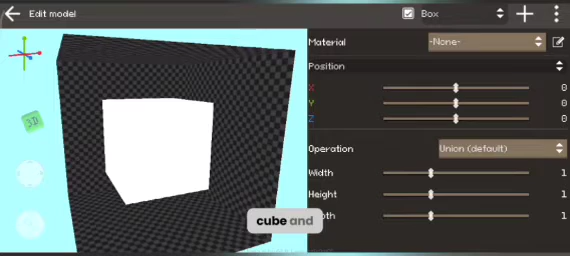 Edit model
Box
Material
-None-
Position
X 0
Y 0
Z 0
3D
Operation
Union (default)
Width 1
Height 1
1
cube and